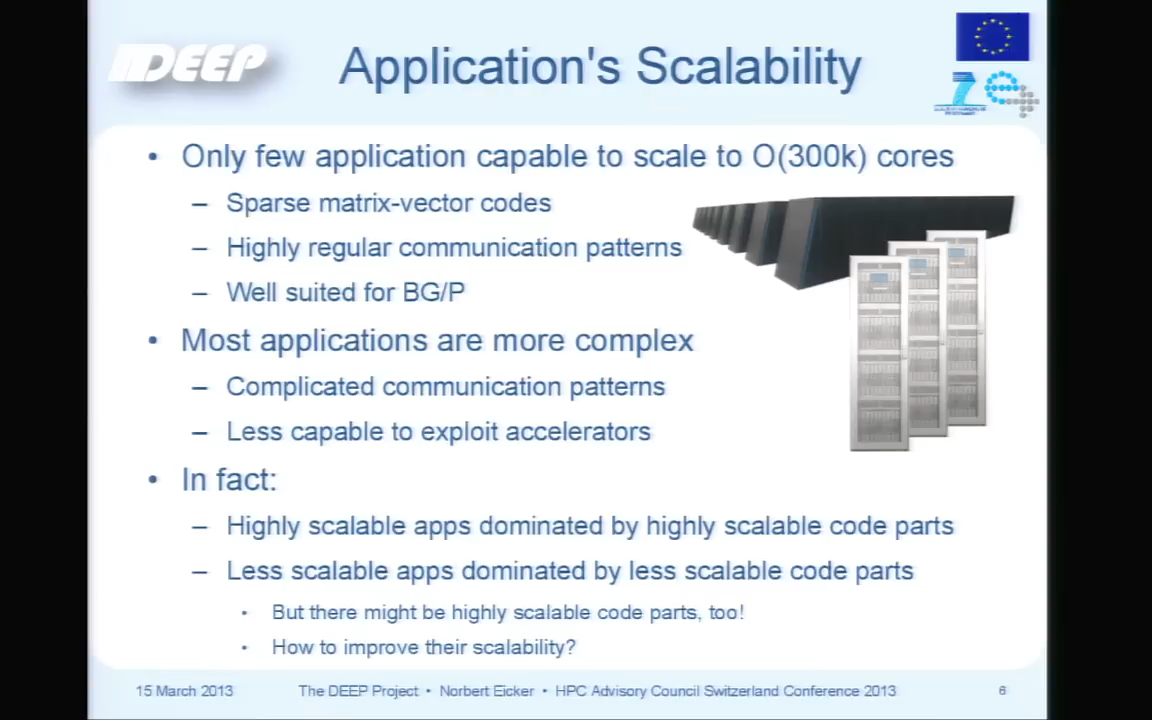 DEEP
Application's Scalability
• Only few application capable to scale to O(300k) cores
– Sparse matrix-vector codes
– Highly regular communication patterns
– Well suited for BG/P
• Most applications are more complex
– Complicated communication patterns
– Less capable to exploit accelerators
• In fact:
– Highly scalable apps dominated by highly scalable code parts
– Less scalable apps dominated by less scalable code parts
• But there might be highly scalable code parts, too!
• How to improve their scalability?
15 March 2013 The DEEP Project • Norbert Eicker • HPC Advisory Council Switzerland Conference 2013 6